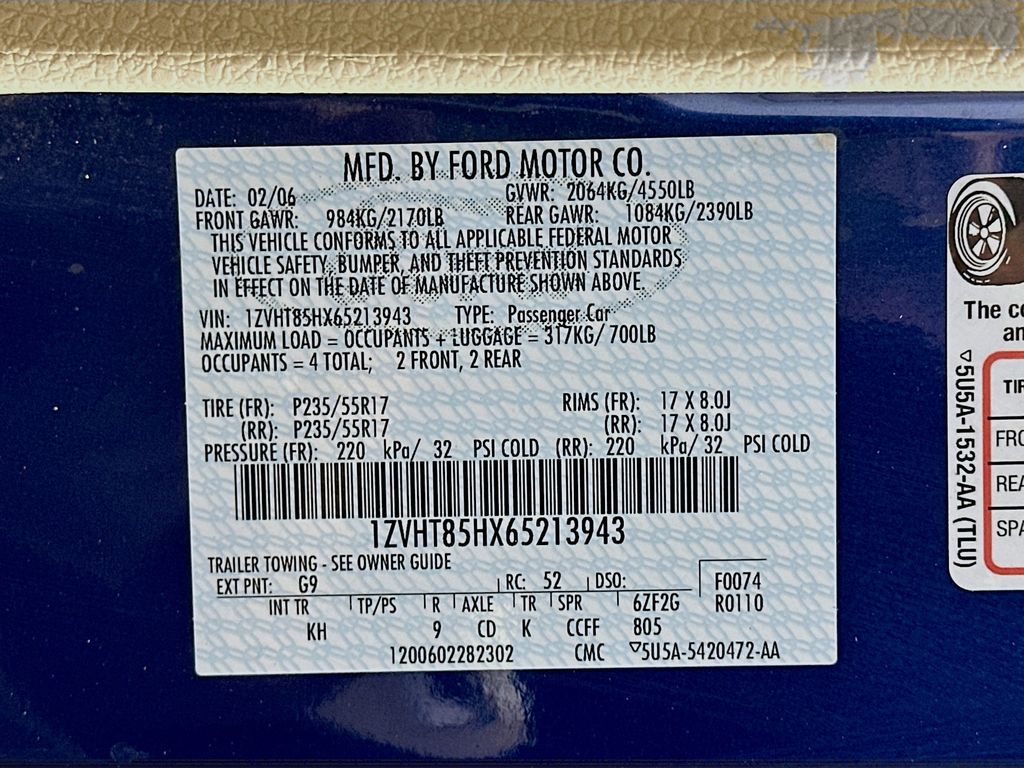 MFD. BY FORD MOTOR CO.
DATE: 02/06 GVWR: 2064KG/4550LB
FRONT GAWR: 984KG/2170LB REAR GAWR: 1084KG/2390LB
THIS VEHICLE CONFORMS TO ALL APPLICABLE FEDERAL MOTOR
VEHICLE SAFETY, BUMPER, AND THEFT PREVENTION STANDARDS
IN EFFECT ON THE DATE OF MANUFACTURE SHOWN ABOVE.
VIN: 1ZVHT85HX65213943 TYPE: Passenger Car
MAXIMUM LOAD = OCCUPANTS + LUGGAGE = 317KG/ 700LB
OCCUPANTS = 4 TOTAL; 2 FRONT, 2 REAR
TIRE (FR): P235/55R17 RIMS (FR): 17 X 8.0J
(RR): P235/55R17 (RR): 17 X 8.0J
PRESSURE (FR): 220 kPa/ 32 PSI COLD (RR): 220 kPa/ 32 PSI COLD
1ZVHT85HX65213943
TRAILER TOWING - SEE OWNER GUIDE
EXT PNT: G9 RC: 52 DSO: F0074
INT TR TP/PS R AXLE TR SPR 6ZF2G R0110
KH 9 CD K CCFF 805
1200602282302 CMC ▽5U5A-5420472-AA
The co
an
▽5U5A-1532-AA (TLU)
TIR
FRO
REA
SPA